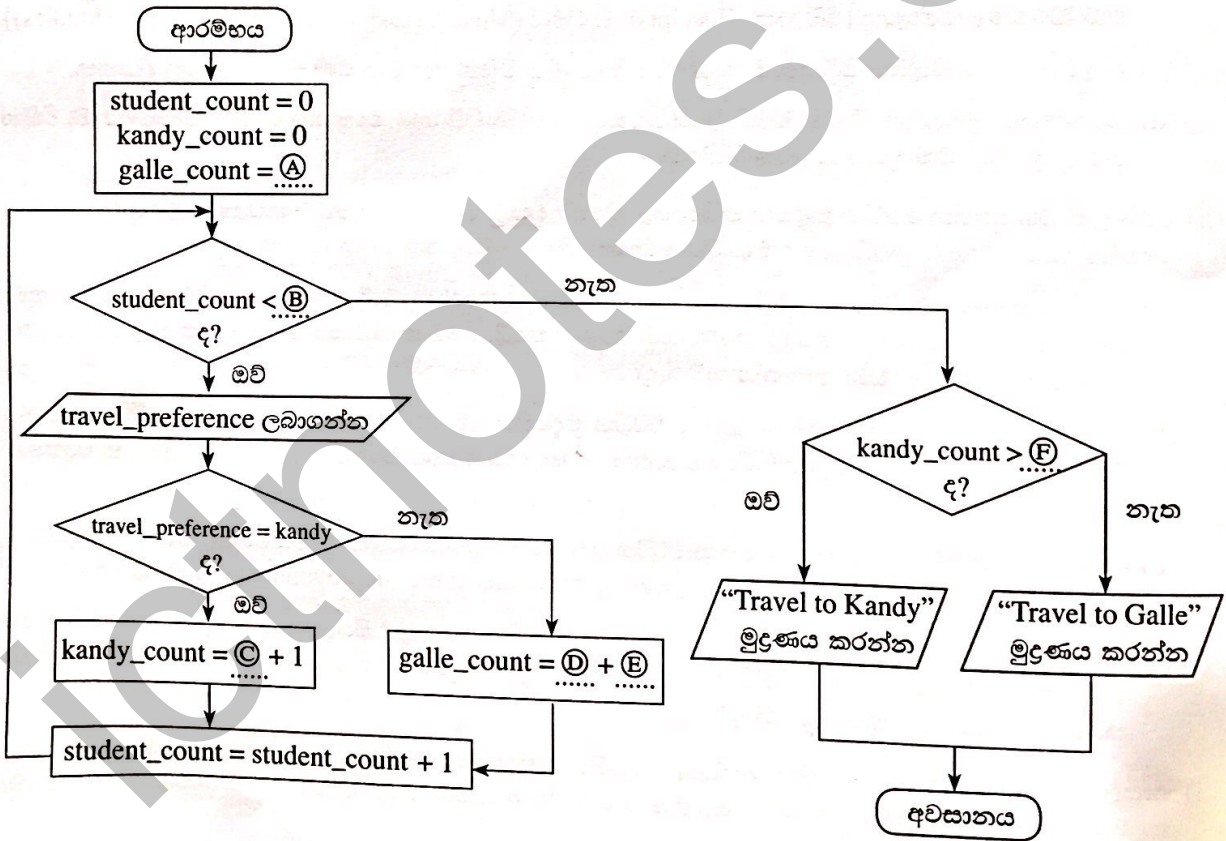 ආරම්භය
student_count = 0
kandy_count = 0
galle_count = Ⓐ
student_count < Ⓑ
ද?
නැත
ඔව්
travel_preference ලබාගන්න
travel_preference = kandy
ද?
නැත
ඔව්
kandy_count = Ⓒ + 1
galle_count = Ⓓ + Ⓔ
student_count = student_count + 1
kandy_count > Ⓕ
ද?
ඔව්
නැත
“Travel to Kandy”
මුද්‍රණය කරන්න
“Travel to Galle”
මුද්‍රණය කරන්න
අවසානය
ictnotes.